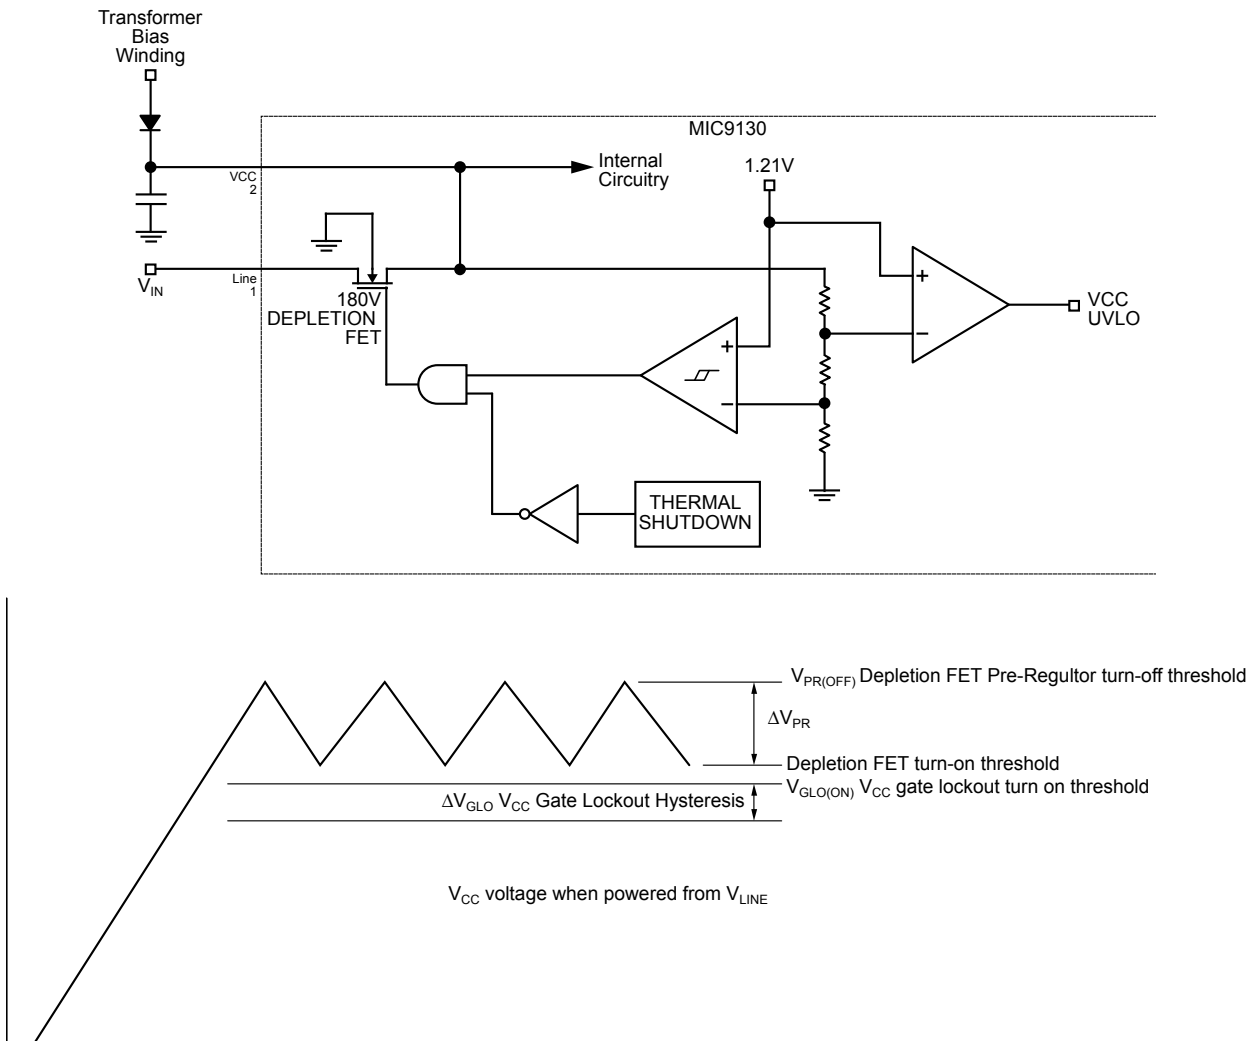 Transformer
Bias
Winding
MIC9130
VCC
2
Internal
Circuitry
1.21V
+
−
VCC
UVLO
V_IN
Line
1
180V
DEPLETION
FET
+
−
THERMAL
SHUTDOWN
V_PR(OFF) Depletion FET Pre-Regultor turn-off threshold
ΔV_PR
Depletion FET turn-on threshold
V_GLO(ON) V_CC gate lockout turn on threshold
ΔV_GLO V_CC Gate Lockout Hysteresis
V_CC voltage when powered from V_LINE